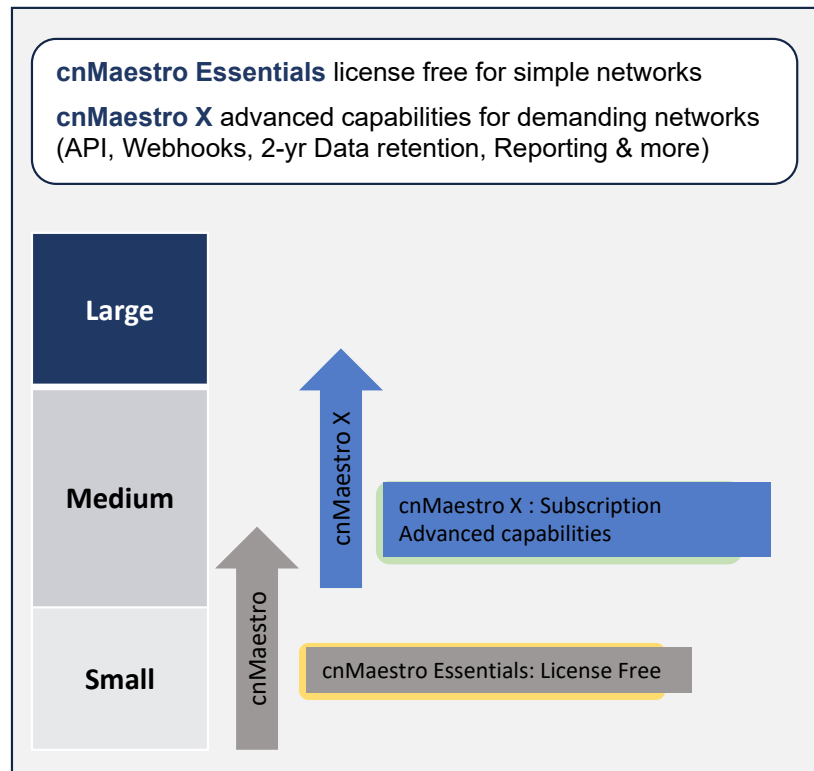 cnMaestro Essentials license free for simple networks
cnMaestro X advanced capabilities for demanding networks
(API, Webhooks, 2-yr Data retention, Reporting & more)
Large
Medium
Small
cnMaestro
cnMaestro X
cnMaestro X : Subscription
Advanced capabilities
cnMaestro Essentials: License Free